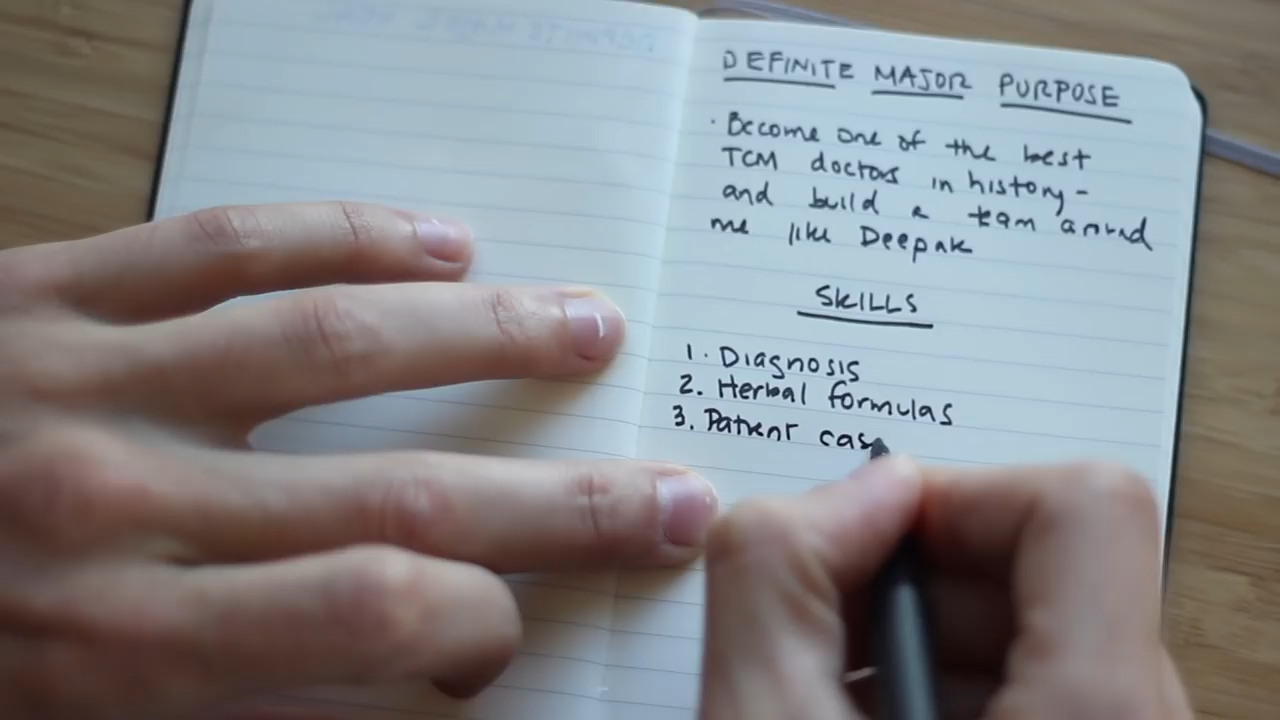 DEFINITE MAJOR PURPOSE
· Become one of the best
TCM doctors in history -
and build a team around
me like Deepak
SKILLS
1. Diagnosis
2. Herbal formulas
3. Patient cas